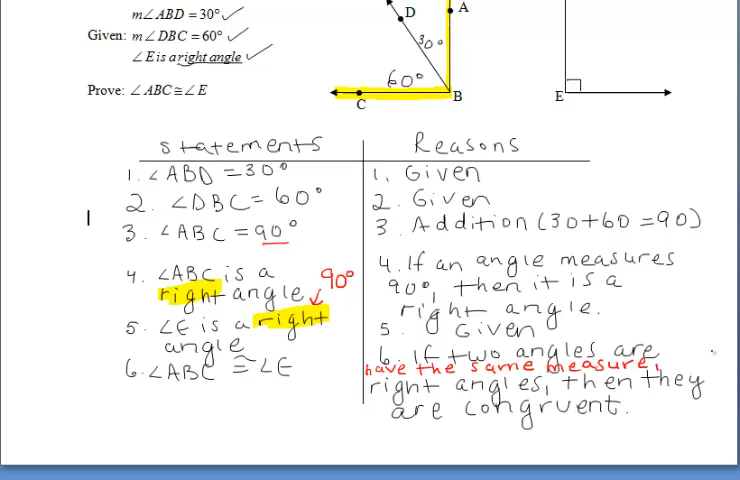 m∠ABD = 30°
Given: m∠DBC = 60°
∠E is a right angle
Prove: ∠ABC ≅ ∠E
D
A
30°
60°
C
B
E
Statements
Reasons
1. ∠ABD = 30°
1. Given
2. ∠DBC = 60°
2. Given
3. ∠ABC = 90°
3. Addition (30+60=90)
4. ∠ABC is a
right angle
90°
4. If an angle measures
90°, then it is a
right angle.
5. ∠E is a right
angle
5. Given
6. ∠ABC ≅ ∠E
6. If two angles are
have the same measure,
right angles, then they
are congruent.